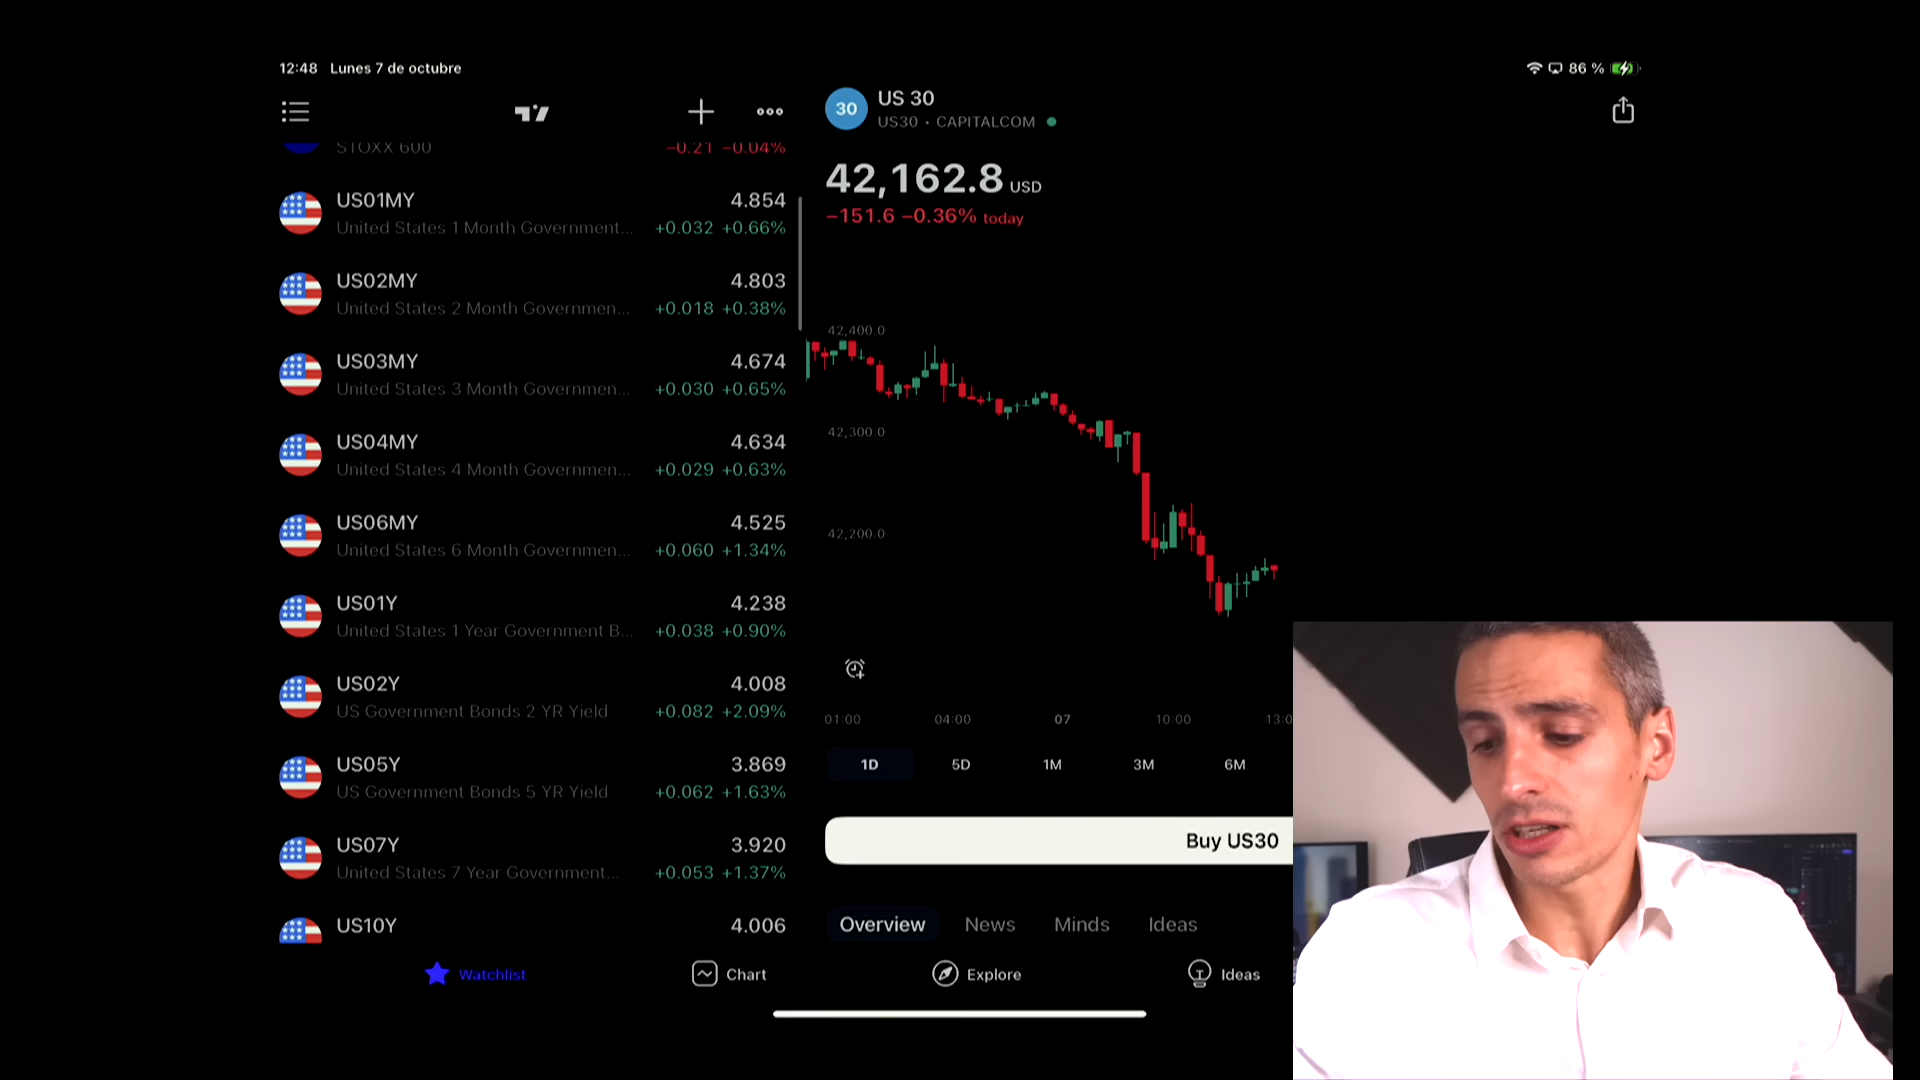 12:48 Lunes 7 de octubre
86 %
STOXX 600 −0.21 −0.04%
US01MY 4.854
United States 1 Month Government... +0.032 +0.66%
US02MY 4.803
United States 2 Month Governmen... +0.018 +0.38%
US03MY 4.674
United States 3 Month Governmen... +0.030 +0.65%
US04MY 4.634
United States 4 Month Governmen... +0.029 +0.63%
US06MY 4.525
United States 6 Month Governmen... +0.060 +1.34%
US01Y 4.238
United States 1 Year Government B... +0.038 +0.90%
US02Y 4.008
US Government Bonds 2 YR Yield +0.082 +2.09%
US05Y 3.869
US Government Bonds 5 YR Yield +0.062 +1.63%
US07Y 3.920
United States 7 Year Government... +0.053 +1.37%
US10Y 4.006
30
US 30
US30 • CAPITALCOM
42,162.8 USD
−151.6 −0.36% today
42,400.0
42,300.0
42,200.0
01:00 04:00 07 10:00 13:0
1D 5D 1M 3M 6M
Buy US30
Overview News Minds Ideas
Watchlist Chart Explore Ideas